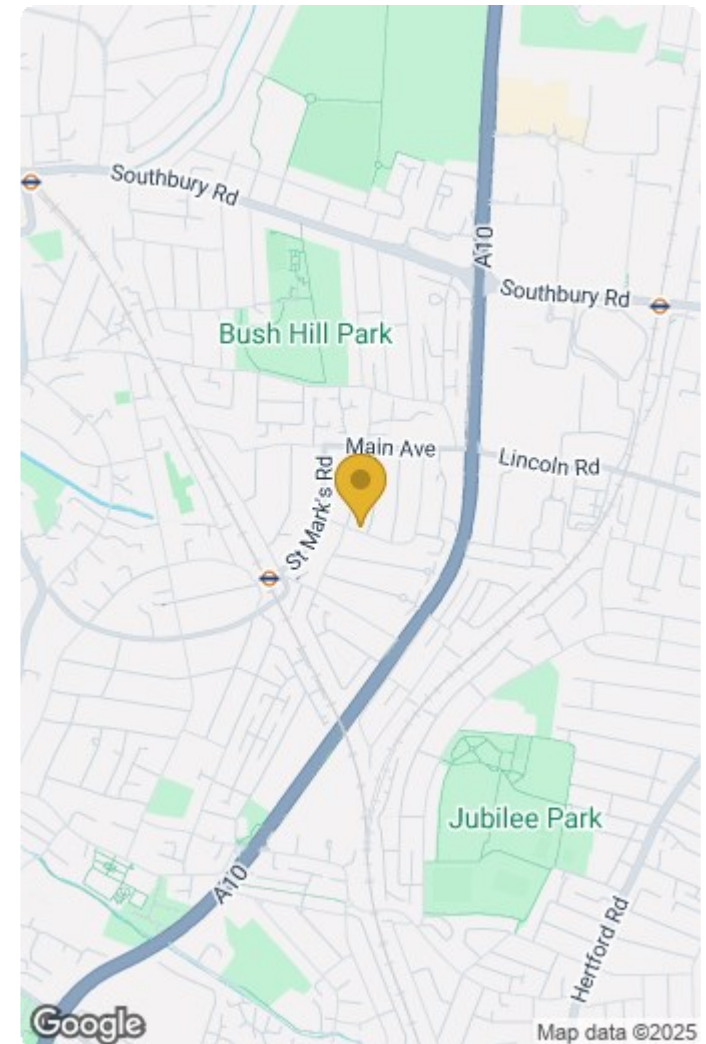 Southbury Rd
A10
Southbury Rd
Bush Hill Park
Main Ave
Lincoln Rd
St Mark's Rd
Jubilee Park
A10
Hertford Rd
Google
Map data ©2025